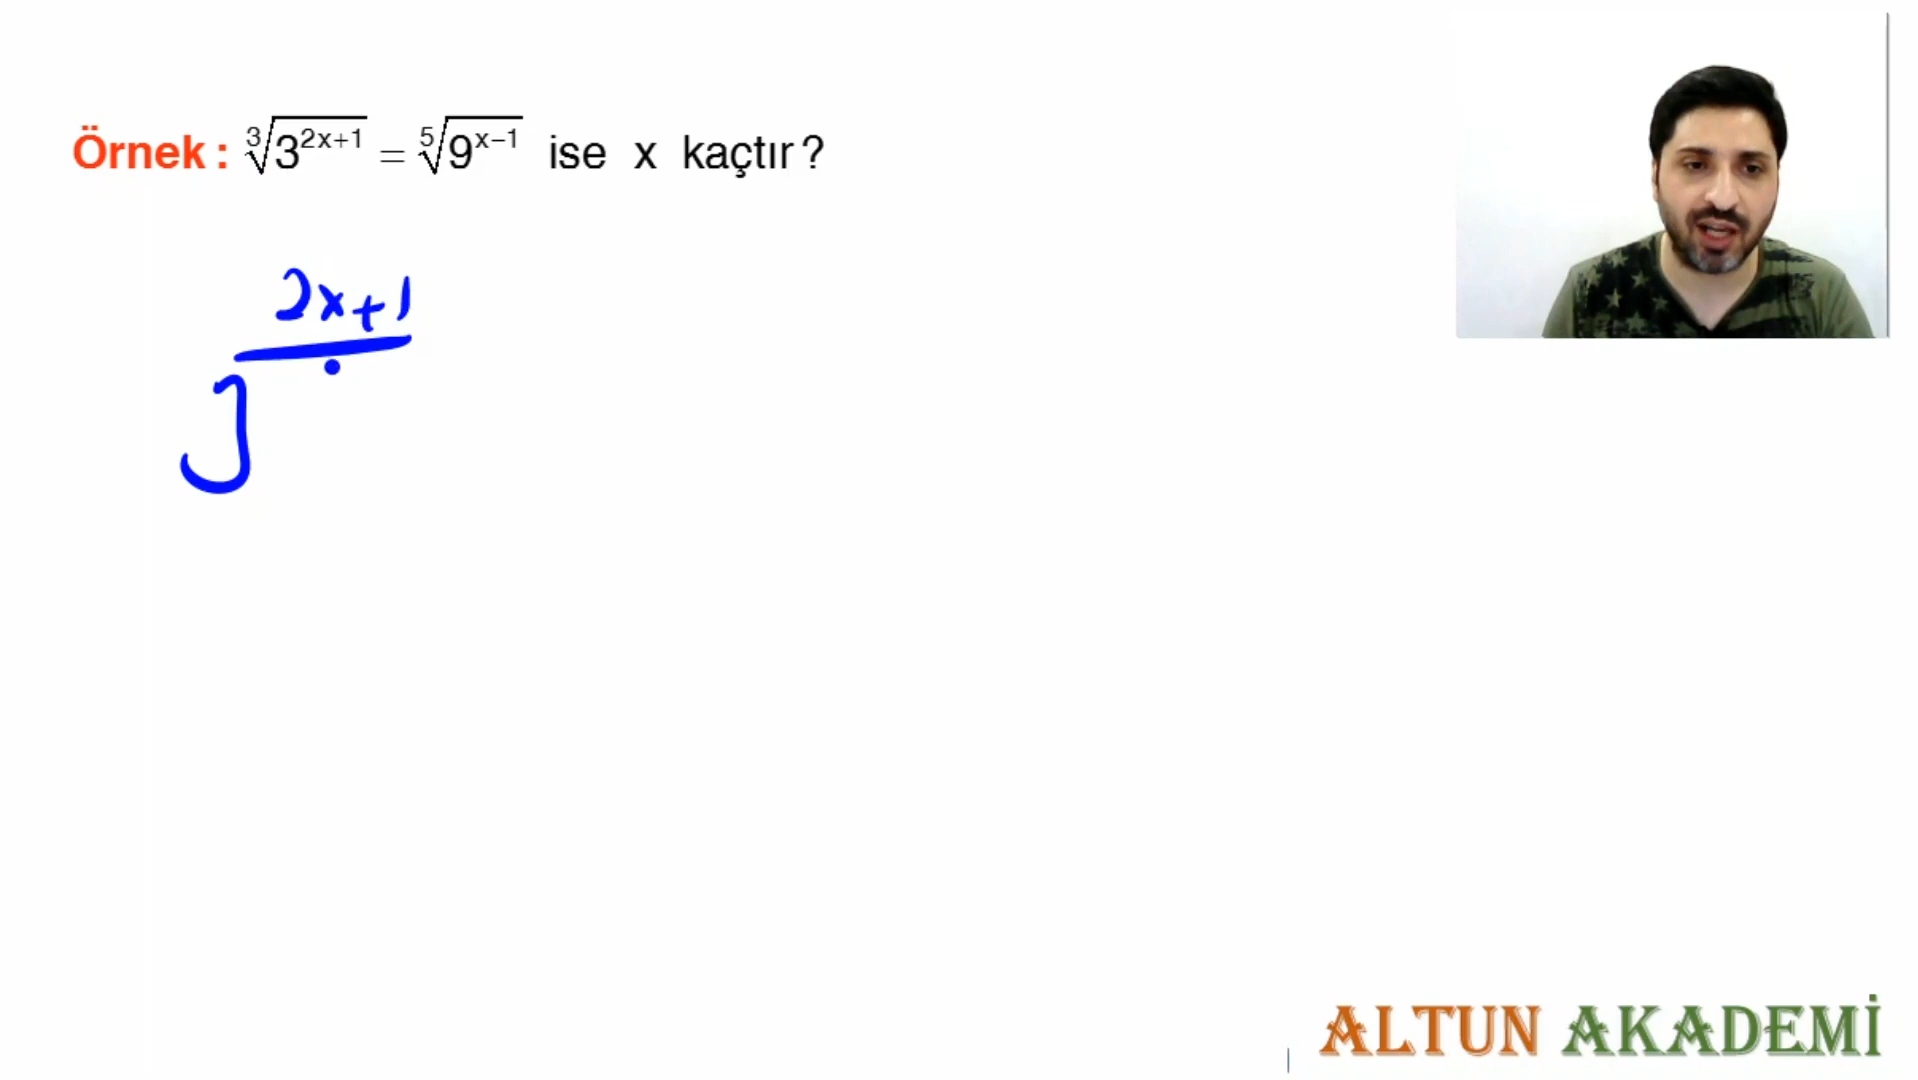 Örnek : ∛3^(2x+1) = ⁵√9^(x−1) ise x kaçtır ?
2x+1
3
ALTUN AKADEMİ